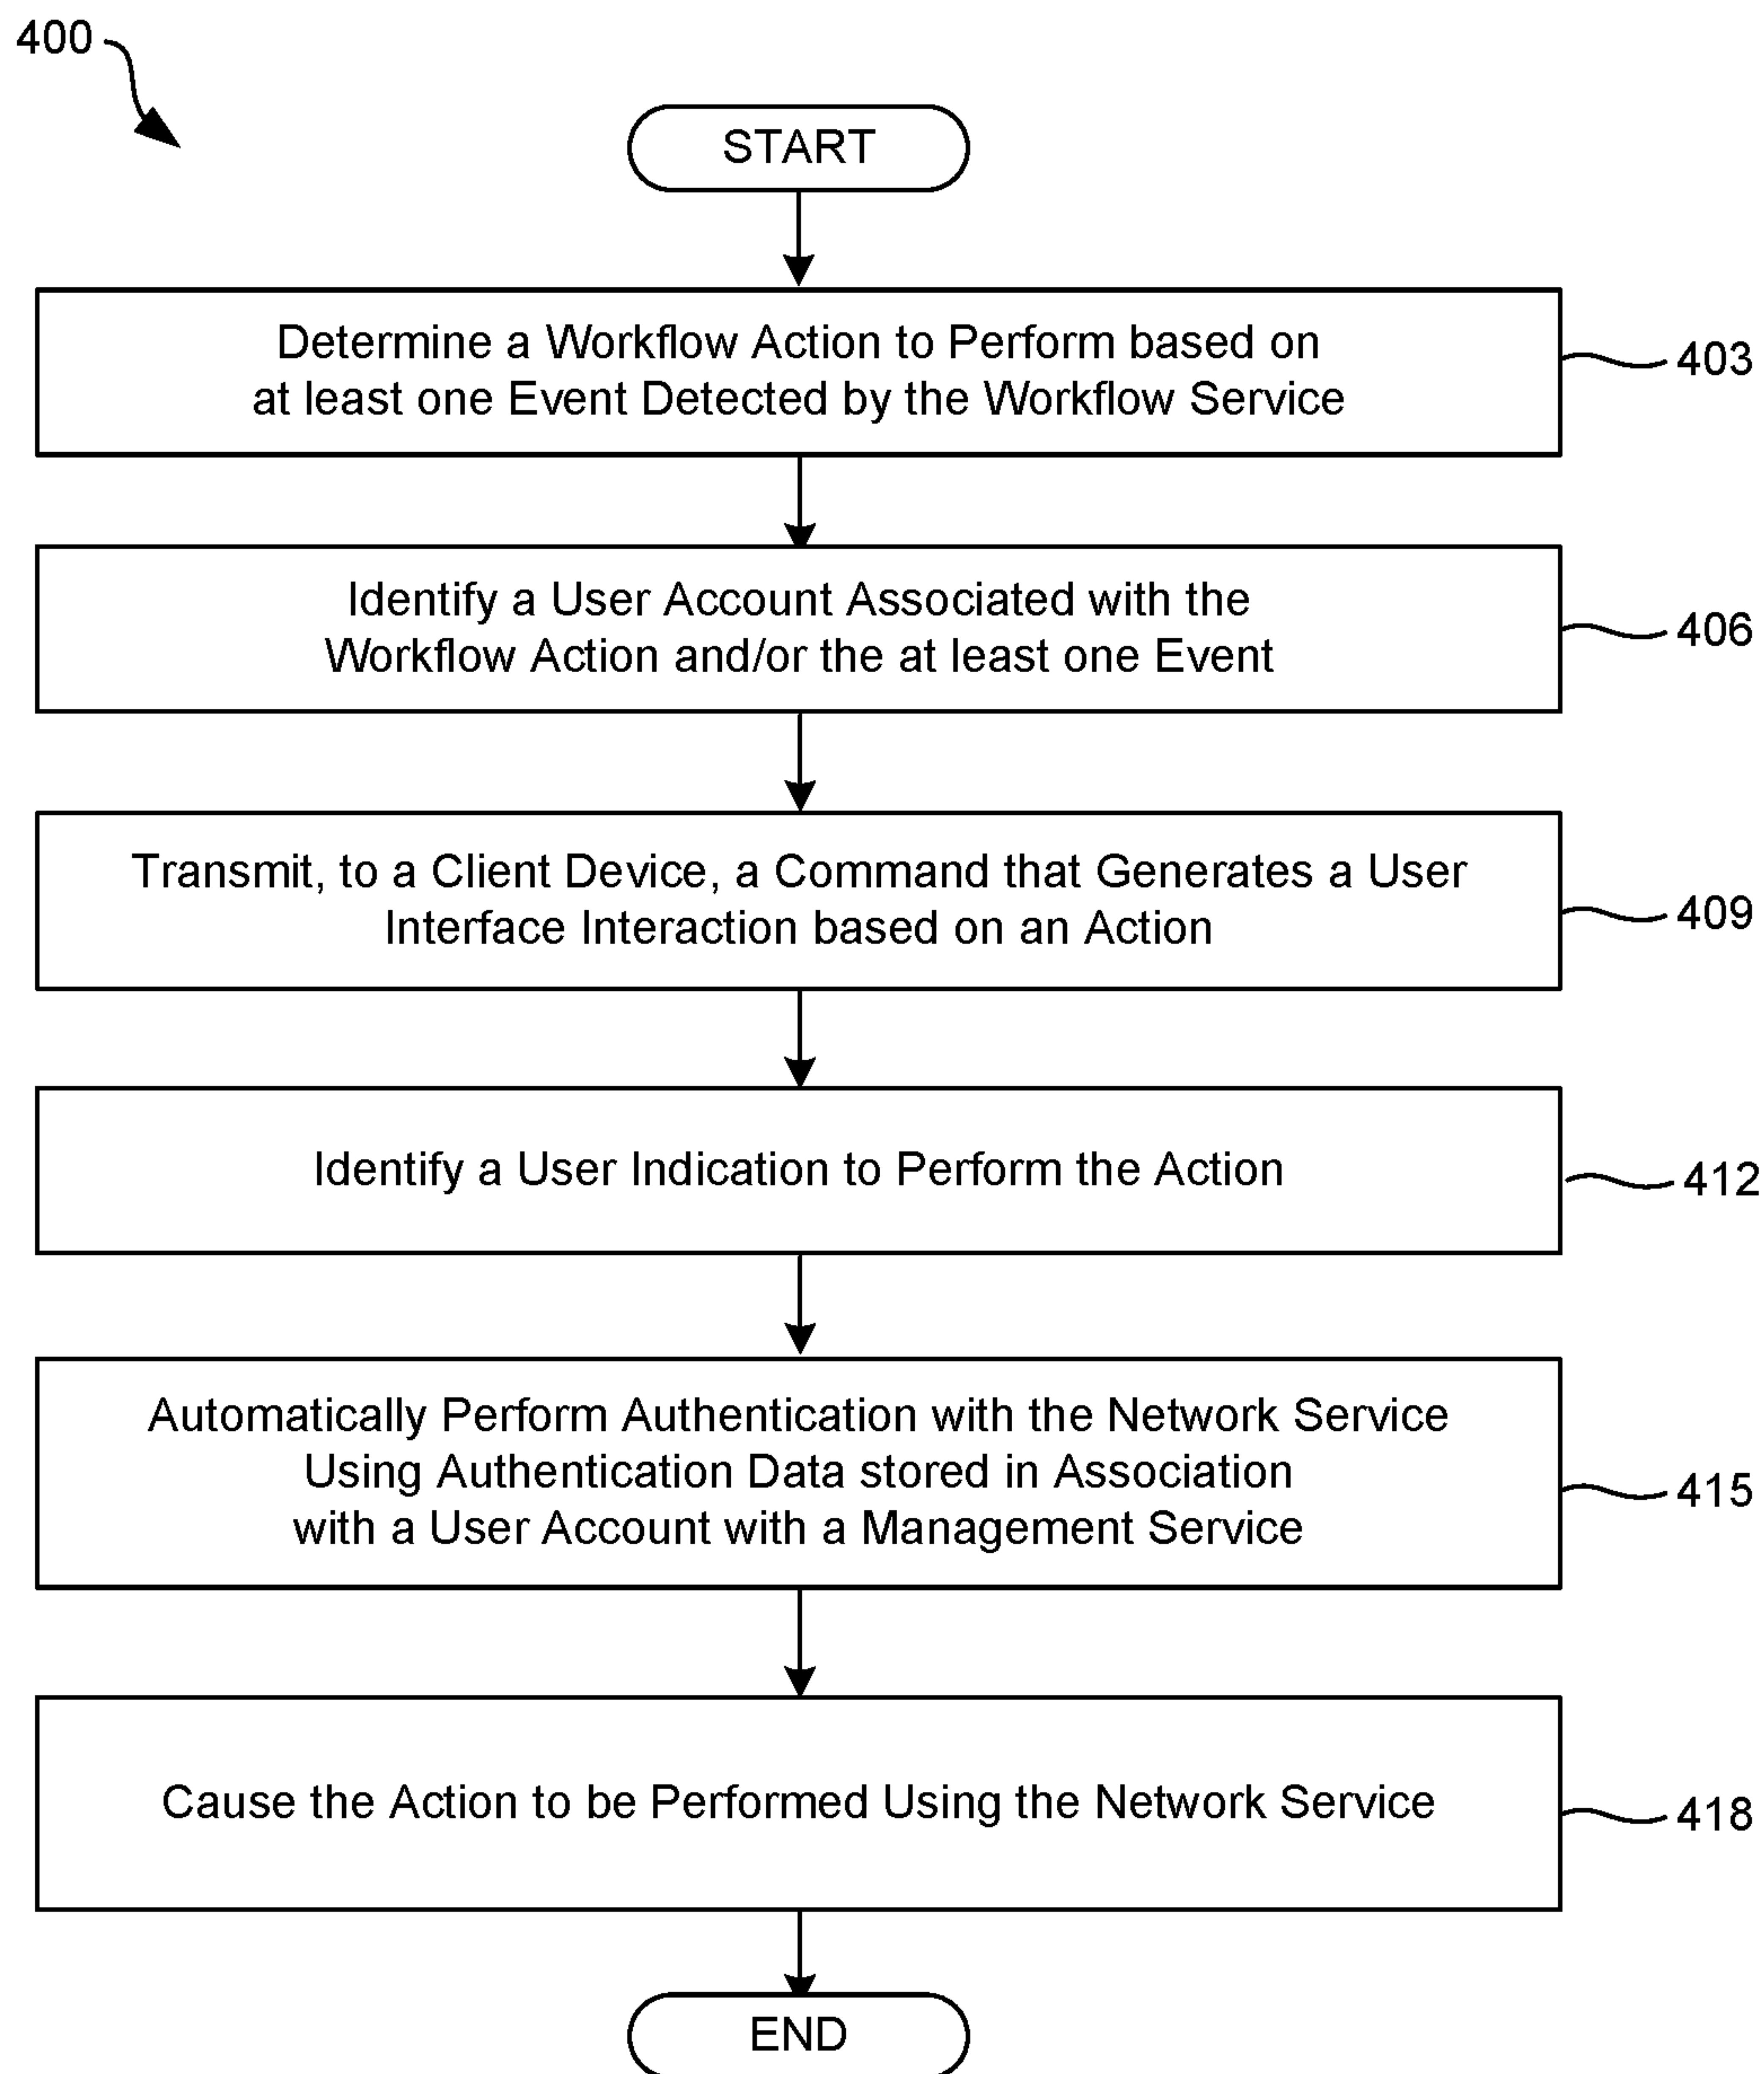 400
START
Determine a Workflow Action to Perform based on
at least one Event Detected by the Workflow Service
403
Identify a User Account Associated with the
Workflow Action and/or the at least one Event
406
Transmit, to a Client Device, a Command that Generates a User
Interface Interaction based on an Action
409
Identify a User Indication to Perform the Action
412
Automatically Perform Authentication with the Network Service
Using Authentication Data stored in Association
with a User Account with a Management Service
415
Cause the Action to be Performed Using the Network Service
418
END